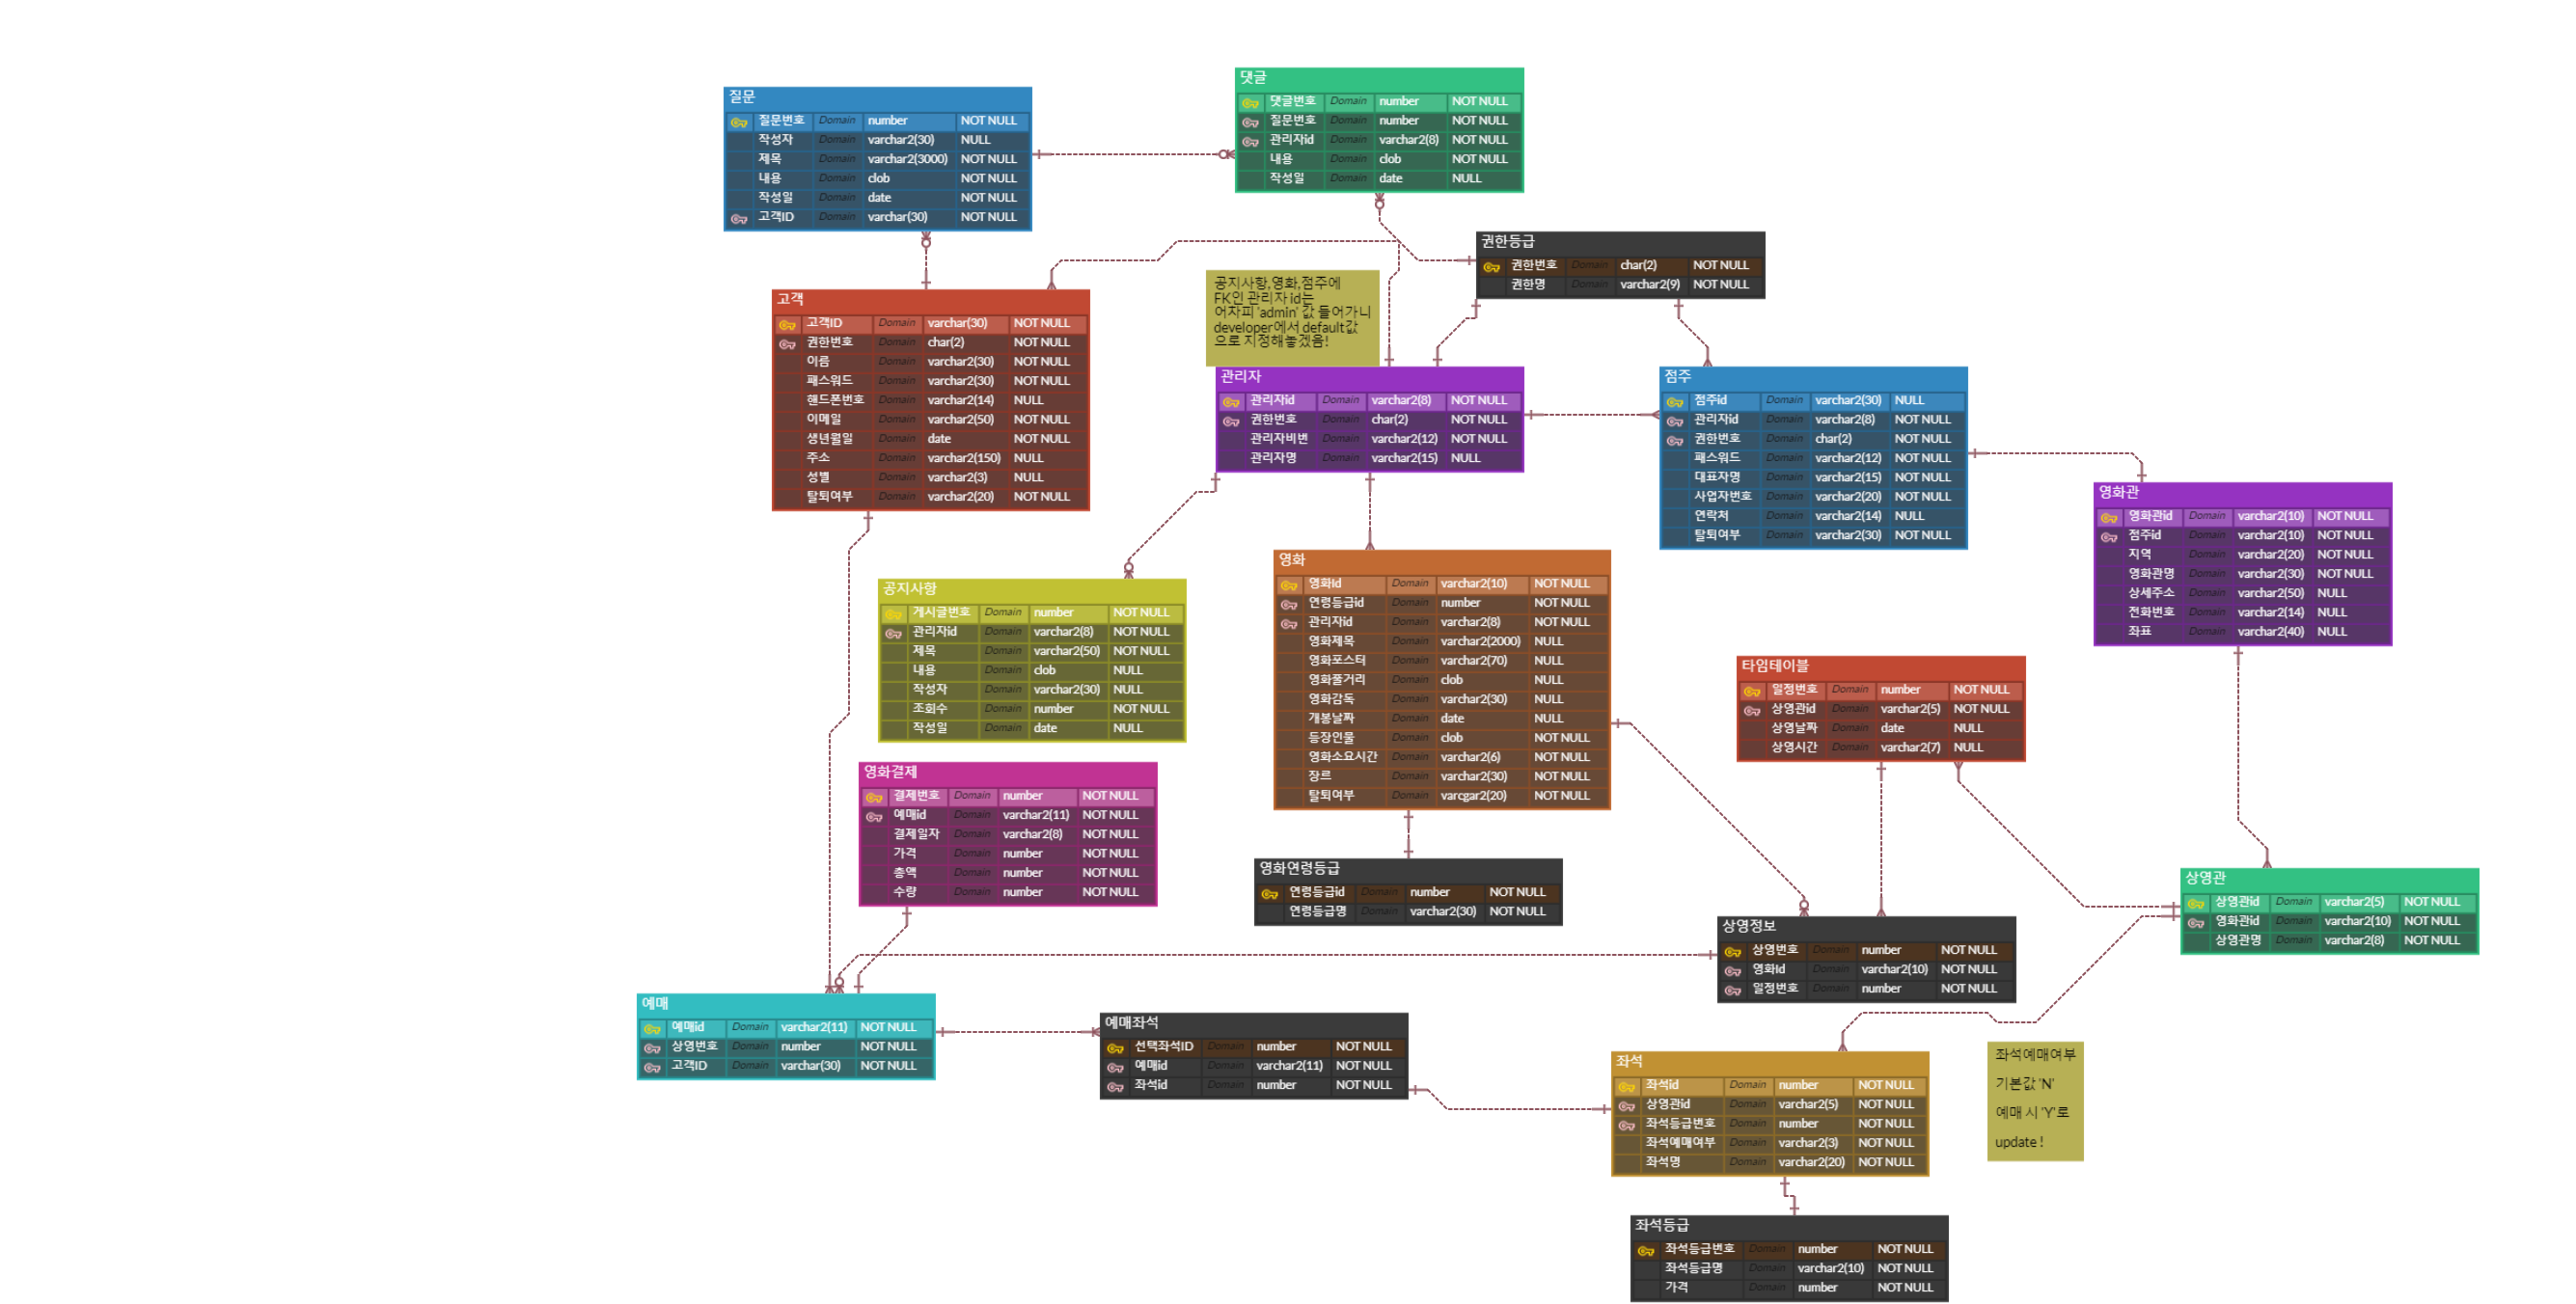 질문
질문번호 Domain number NOT NULL
작성자 Domain varchar2(30) NULL
제목 Domain varchar2(3000) NOT NULL
내용 Domain clob NOT NULL
작성일 Domain date NOT NULL
고객ID Domain varchar(30) NOT NULL
댓글
댓글번호 Domain number NOT NULL
질문번호 Domain number NOT NULL
관리자id Domain varchar2(8) NOT NULL
내용 Domain clob NOT NULL
작성일 Domain date NULL
권한등급
권한번호 Domain char(2) NOT NULL
권한명 Domain varchar2(9) NOT NULL
공지사항,영화,점주에
FK인 관리자 id는
어자피 'admin' 값 들어가니
developer에서 default값
으로 지정해놓겠음!
고객
고객ID Domain varchar(30) NOT NULL
권한번호 Domain char(2) NOT NULL
이름 Domain varchar2(30) NOT NULL
패스워드 Domain varchar2(30) NOT NULL
핸드폰번호 Domain varchar2(14) NULL
이메일 Domain varchar2(50) NOT NULL
생년월일 Domain date NOT NULL
주소 Domain varchar2(150) NULL
성별 Domain varchar2(3) NULL
탈퇴여부 Domain varchar2(20) NOT NULL
관리자
관리자id Domain varchar2(8) NOT NULL
권한번호 Domain char(2) NOT NULL
관리자비번 Domain varchar2(12) NOT NULL
관리자명 Domain varchar2(15) NULL
점주
점주id Domain varchar2(30) NULL
관리자id Domain varchar2(8) NOT NULL
권한번호 Domain char(2) NOT NULL
패스워드 Domain varchar2(12) NOT NULL
대표자명 Domain varchar2(15) NOT NULL
사업자번호 Domain varchar2(20) NOT NULL
연락처 Domain varchar2(14) NULL
탈퇴여부 Domain varchar2(30) NOT NULL
영화관
영화관id Domain varchar2(10) NOT NULL
점주id Domain varchar2(10) NOT NULL
지역 Domain varchar2(20) NOT NULL
영화관명 Domain varchar2(30) NOT NULL
상세주소 Domain varchar2(50) NULL
전화번호 Domain varchar2(14) NULL
좌표 Domain varchar2(40) NULL
공지사항
게시글번호 Domain number NOT NULL
관리자id Domain varchar2(8) NOT NULL
제목 Domain varchar2(50) NOT NULL
내용 Domain clob NULL
작성자 Domain varchar2(30) NULL
조회수 Domain number NOT NULL
작성일 Domain date NULL
영화
영화Id Domain varchar2(10) NOT NULL
연령등급id Domain number NOT NULL
관리자id Domain varchar2(8) NOT NULL
영화제목 Domain varchar2(2000) NULL
영화포스터 Domain varchar2(70) NULL
영화줄거리 Domain clob NULL
영화감독 Domain varchar2(30) NULL
개봉날짜 Domain date NULL
등장인물 Domain clob NOT NULL
영화소요시간 Domain varchar2(6) NOT NULL
장르 Domain varchar2(30) NOT NULL
탈퇴여부 Domain varcgar2(20) NOT NULL
타임테이블
일정번호 Domain number NOT NULL
상영관id Domain varchar2(5) NOT NULL
상영날짜 Domain date NULL
상영시간 Domain varchar2(7) NULL
영화결제
결제번호 Domain number NOT NULL
예매id Domain varchar2(11) NOT NULL
결제일자 Domain varchar2(8) NOT NULL
가격 Domain number NOT NULL
총액 Domain number NOT NULL
수량 Domain number NOT NULL
영화연령등급
연령등급id Domain number NOT NULL
연령등급명 Domain varchar2(30) NOT NULL
상영관
상영관id Domain varchar2(5) NOT NULL
영화관id Domain varchar2(10) NOT NULL
상영관명 Domain varchar2(8) NOT NULL
상영정보
상영번호 Domain number NOT NULL
영화Id Domain varchar2(10) NOT NULL
일정번호 Domain number NOT NULL
예매
예매id Domain varchar2(11) NOT NULL
상영번호 Domain number NOT NULL
고객ID Domain varchar(30) NOT NULL
예매좌석
선택좌석ID Domain number NOT NULL
예매id Domain varchar2(11) NOT NULL
좌석id Domain number NOT NULL
좌석
좌석id Domain number NOT NULL
상영관id Domain varchar2(5) NOT NULL
좌석등급번호 Domain number NOT NULL
좌석예매여부 Domain varchar2(3) NOT NULL
좌석명 Domain varchar2(20) NOT NULL
좌석예매여부
기본값 'N'
예매 시 'Y'로
update !
좌석등급
좌석등급번호 Domain number NOT NULL
좌석등급명 Domain varchar2(10) NOT NULL
가격 Domain number NOT NULL